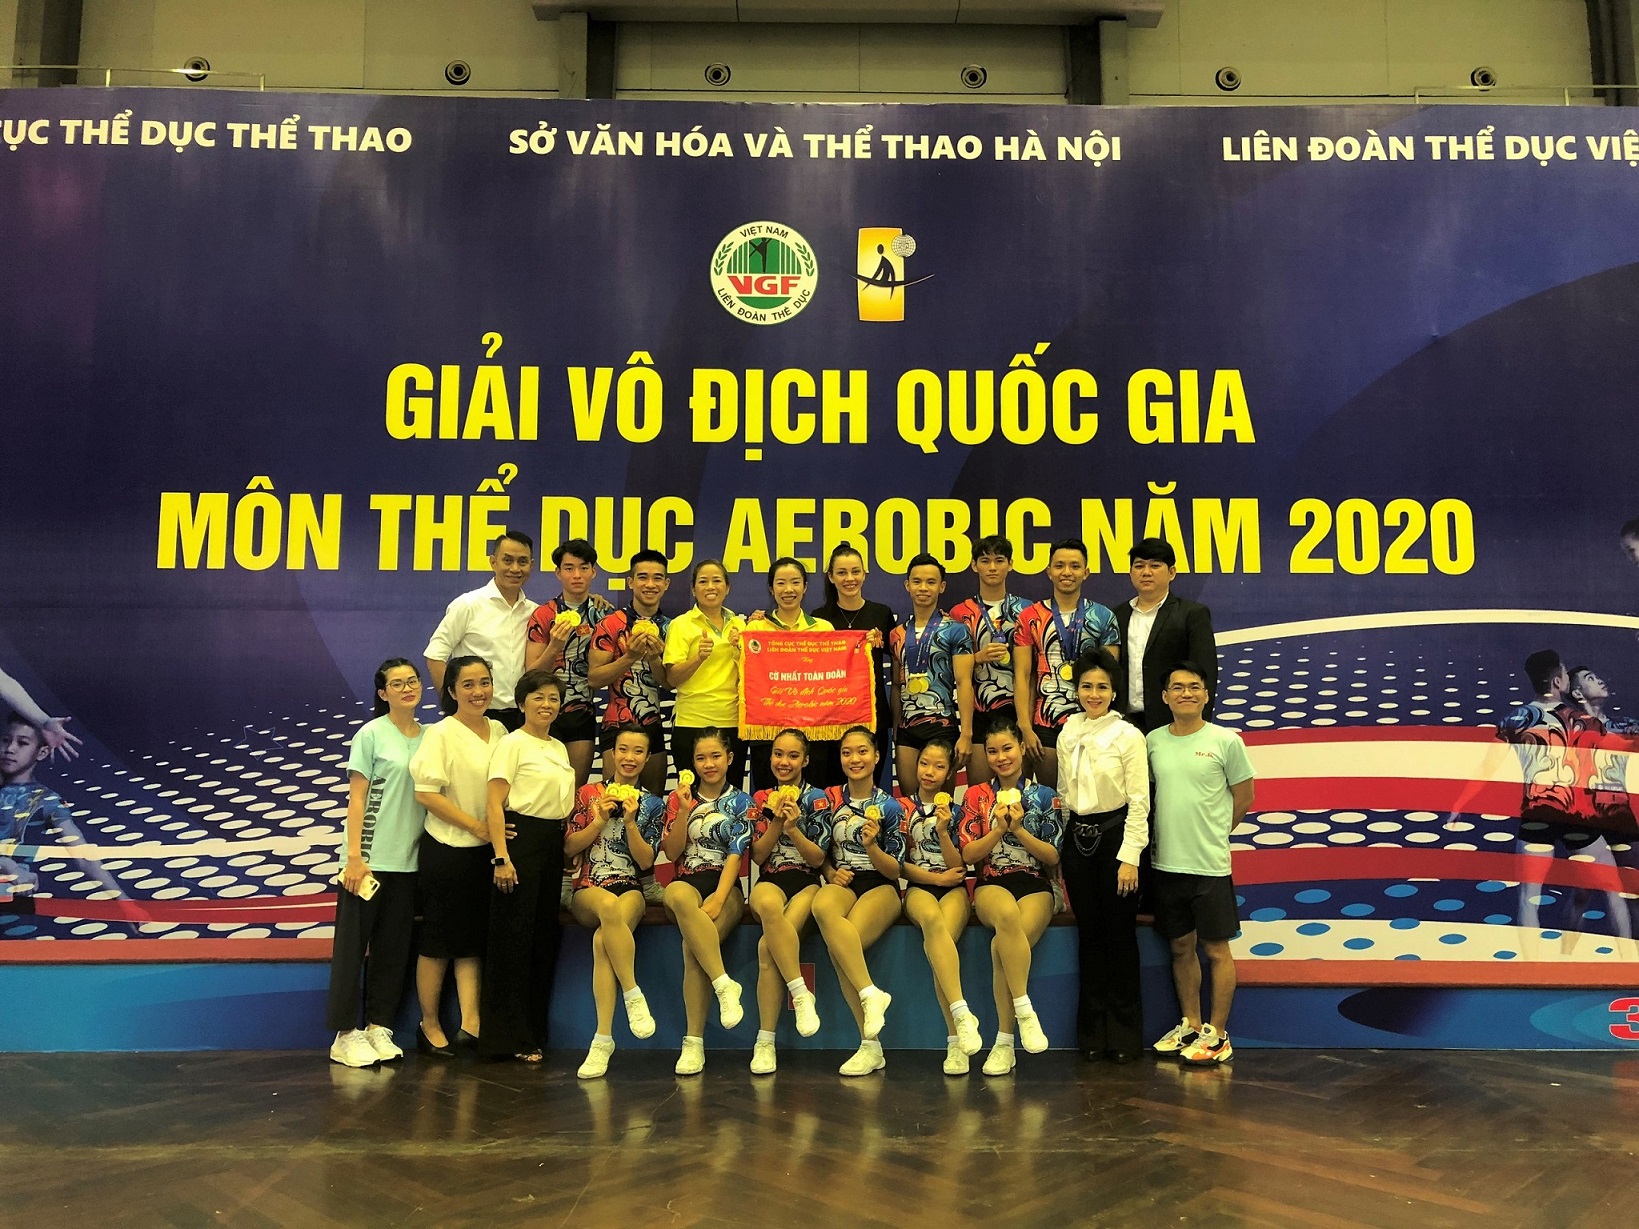 TỤC THỂ DỤC THỂ THAO
SỞ VĂN HÓA VÀ THỂ THAO HÀ NỘI
LIÊN ĐOÀN THỂ DỤC VIỆ
VIỆT NAM
VGF
LIÊN ĐOÀN THỂ DỤC
GIẢI VÔ ĐỊCH QUỐC GIA
MÔN THỂ DỤC AEROBIC NĂM 2020
TỔNG CỤC THỂ DỤC THỂ THAO
LIÊN ĐOÀN THỂ DỤC VIỆT NAM
Tặng
CỜ NHẤT TOÀN ĐOÀN
Giải Vô địch Quốc gia
Thể dục Aerobic năm 2020
AEROBIC
3